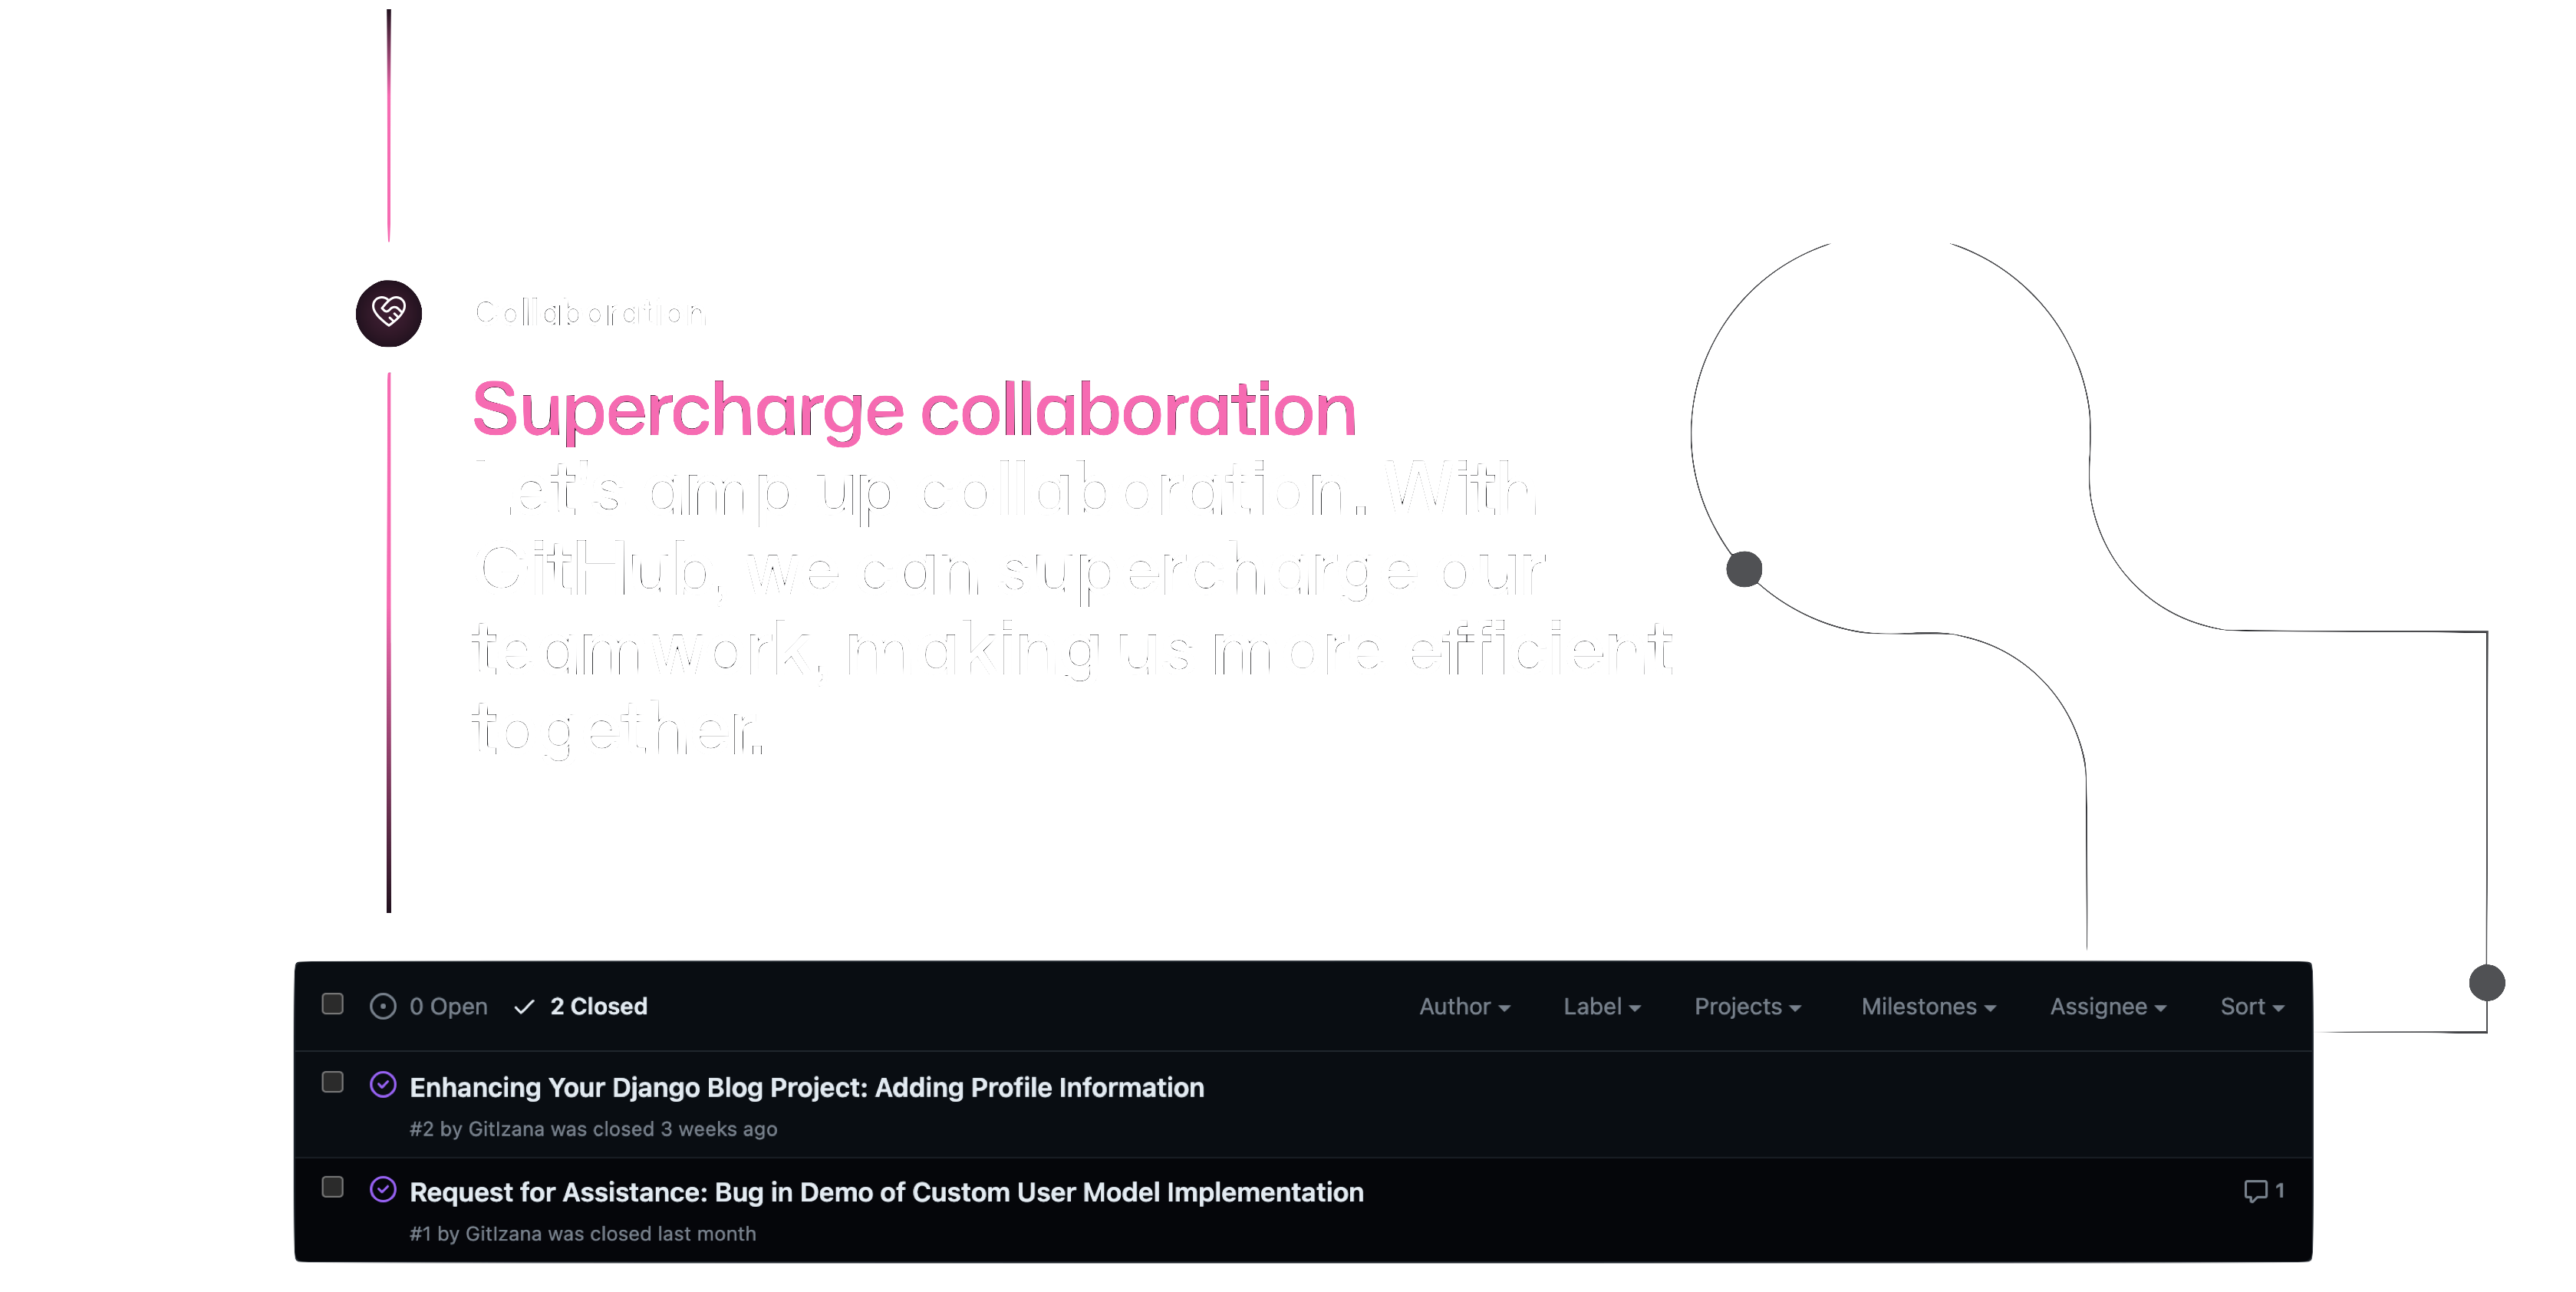 Collaboration
Supercharge collaboration
Let's amp up collaboration. With
GitHub, we can supercharge our
teamwork, making us more efficient
together.
0 Open 2 Closed Author Label Projects Milestones Assignee Sort
Enhancing Your Django Blog Project: Adding Profile Information
#2 by GitIzana was closed 3 weeks ago
Request for Assistance: Bug in Demo of Custom User Model Implementation 1
#1 by GitIzana was closed last month